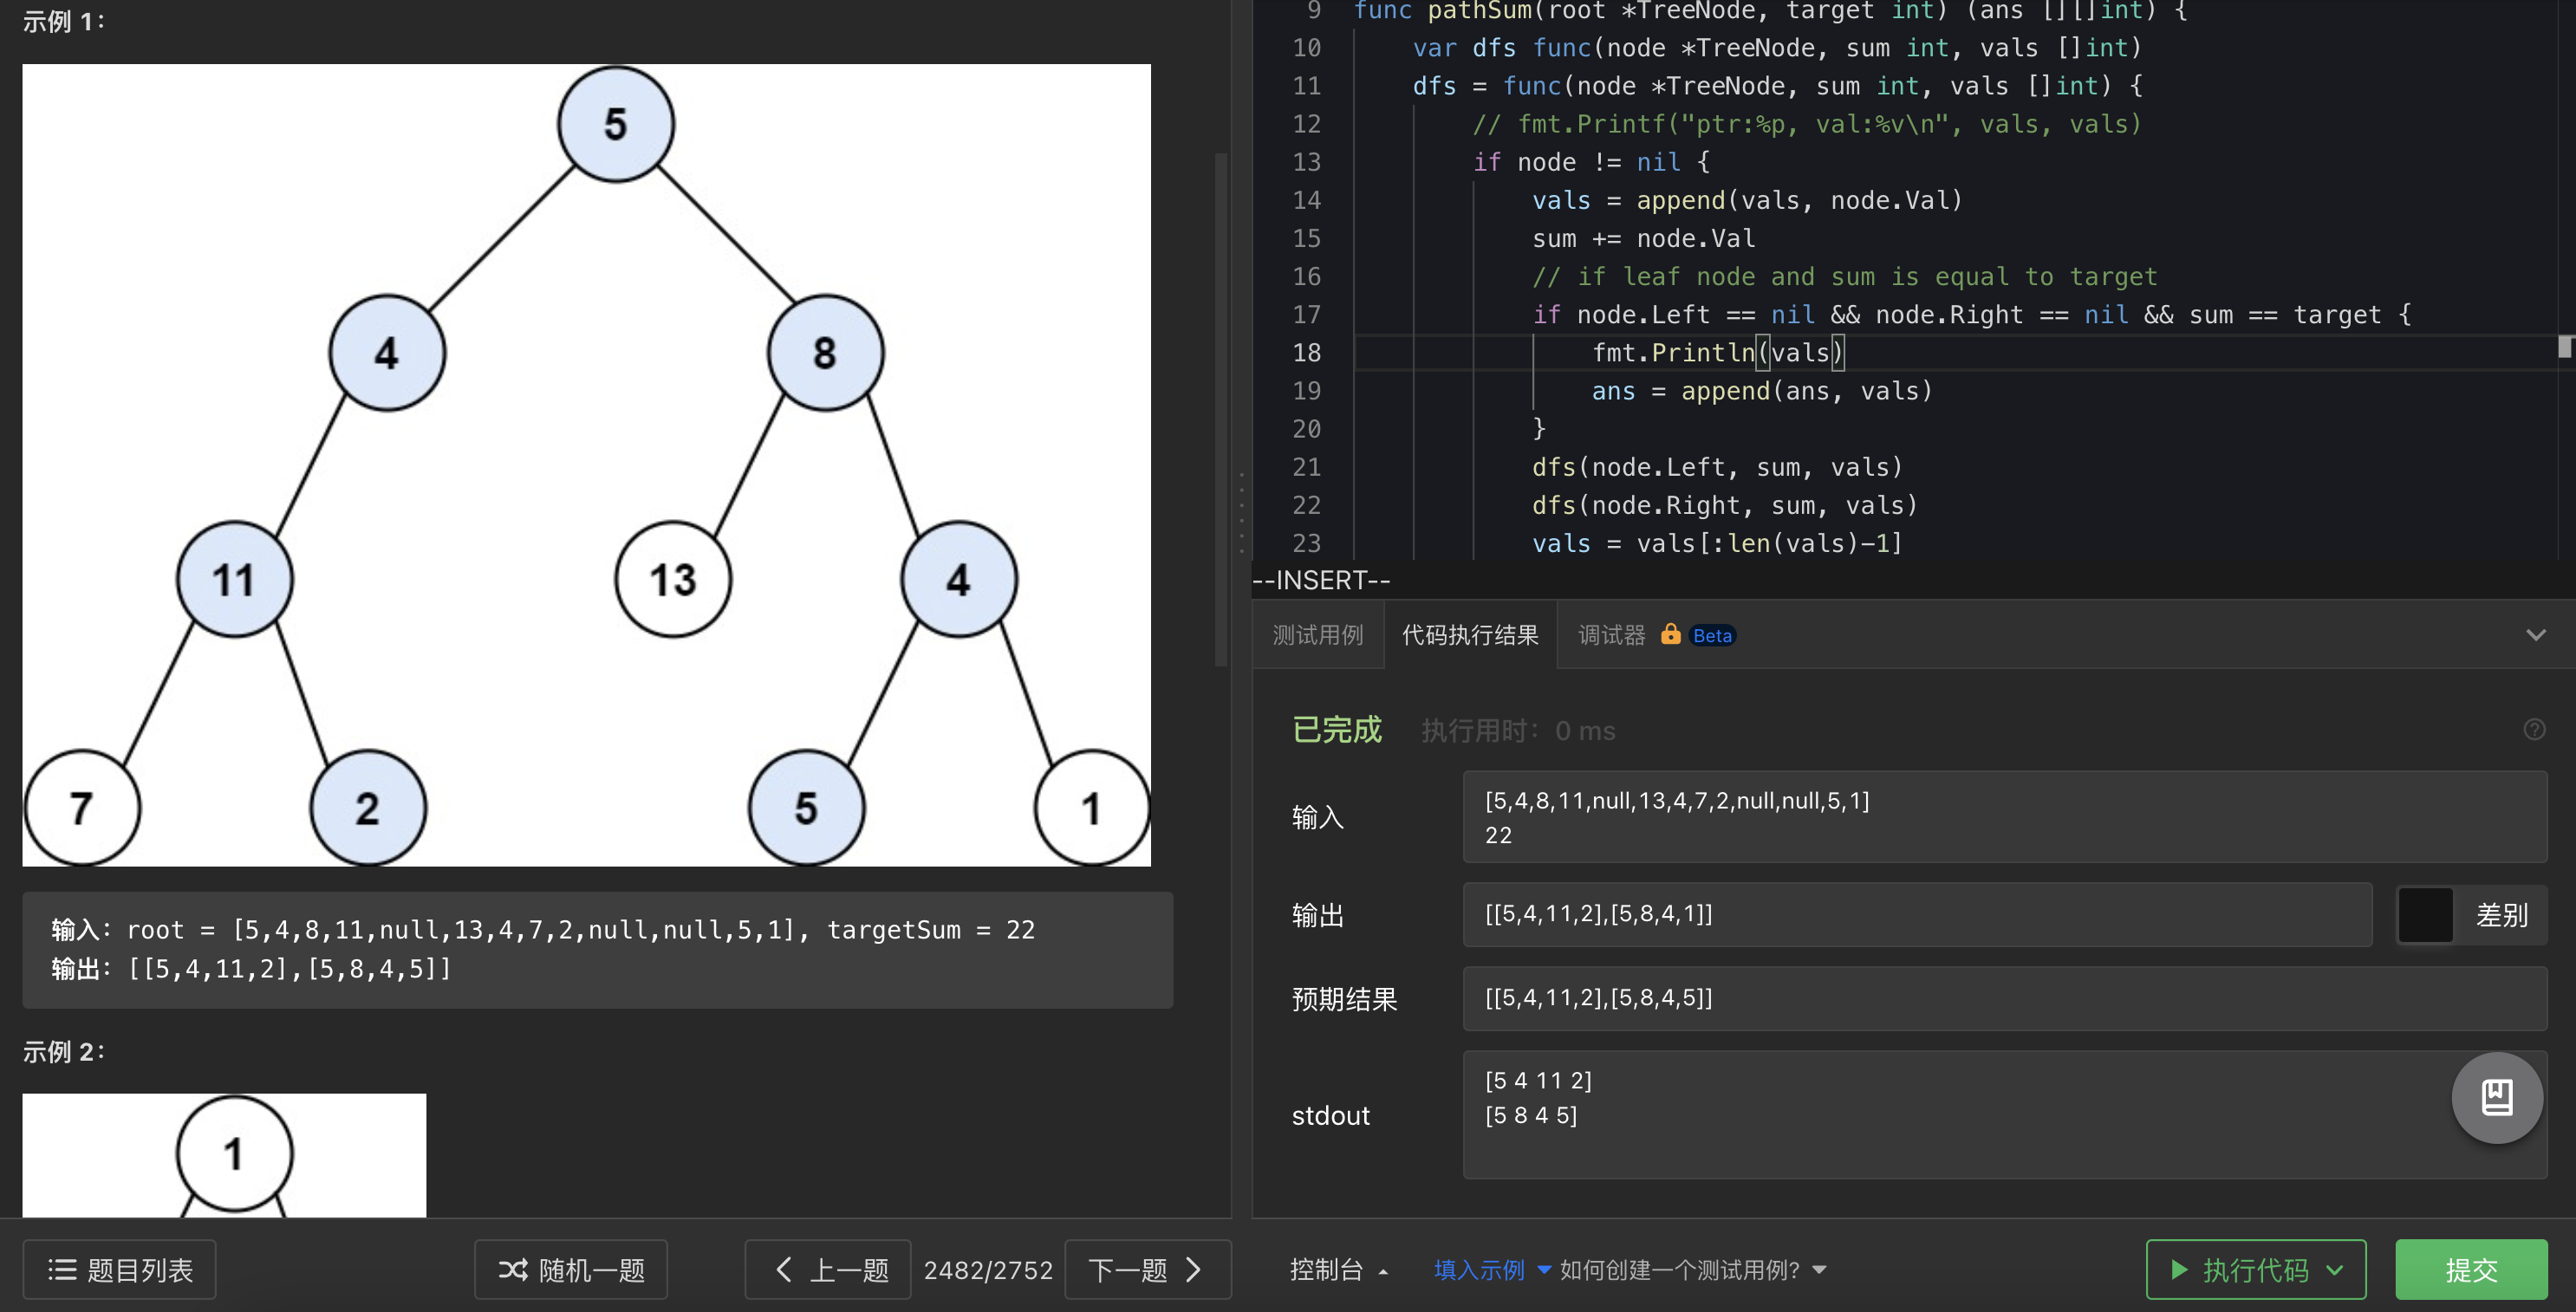 示例 1：
5
4
8
11
13
4
7
2
5
1
输入：root = [5,4,8,11,null,13,4,7,2,null,null,5,1], targetSum = 22
输出：[[5,4,11,2],[5,8,4,5]]
示例 2：
1
题目列表
随机一题
上一题
2482/2752
下一题
9 func pathSum(root *TreeNode, target int) (ans [][]int) {
10 var dfs func(node *TreeNode, sum int, vals []int)
11 dfs = func(node *TreeNode, sum int, vals []int) {
12 // fmt.Printf("ptr:%p, val:%v\n", vals, vals)
13 if node != nil {
14 vals = append(vals, node.Val)
15 sum += node.Val
16 // if leaf node and sum is equal to target
17 if node.Left == nil && node.Right == nil && sum == target {
18 fmt.Println(vals)
19 ans = append(ans, vals)
20 }
21 dfs(node.Left, sum, vals)
22 dfs(node.Right, sum, vals)
23 vals = vals[:len(vals)-1]
--INSERT--
测试用例
代码执行结果
调试器
Beta
已完成
执行用时：0 ms
输入
[5,4,8,11,null,13,4,7,2,null,null,5,1]
22
输出
[[5,4,11,2],[5,8,4,1]]
差别
预期结果
[[5,4,11,2],[5,8,4,5]]
stdout
[5 4 11 2]
[5 8 4 5]
控制台
填入示例
如何创建一个测试用例?
执行代码
提交